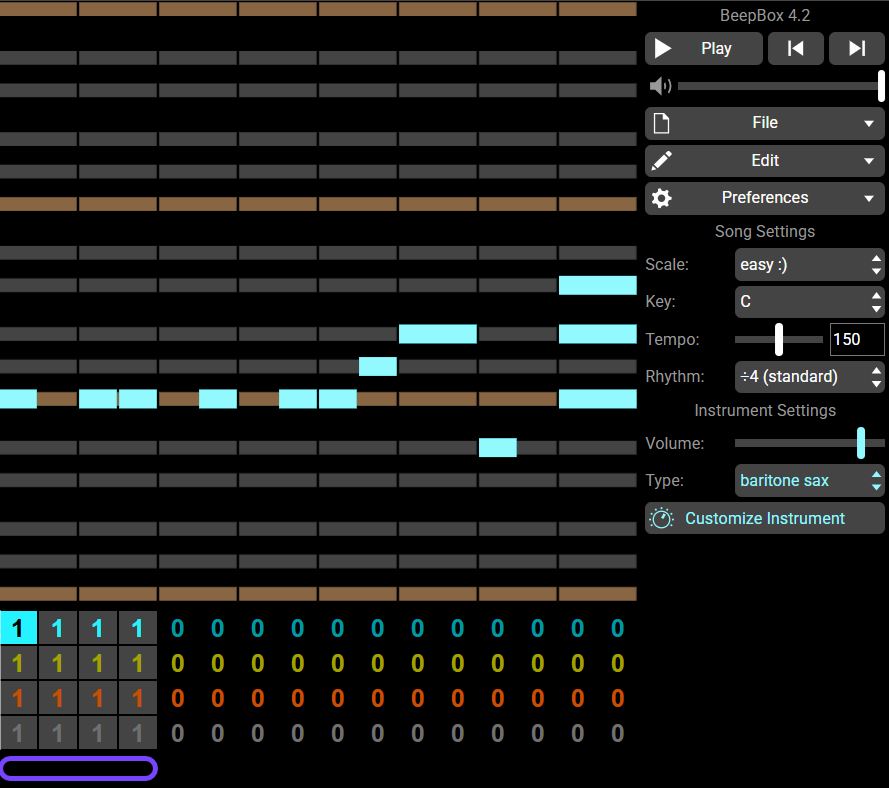 BeepBox 4.2
Play
File
Edit
Preferences
Song Settings
Scale: easy :)
Key: C
Tempo: 150
Rhythm: ÷4 (standard)
Instrument Settings
Volume:
Type: baritone sax
Customize Instrument
1 1 1 1 0 0 0 0 0 0 0 0 0 0 0 0
1 1 1 1 0 0 0 0 0 0 0 0 0 0 0 0
1 1 1 1 0 0 0 0 0 0 0 0 0 0 0 0
1 1 1 1 0 0 0 0 0 0 0 0 0 0 0 0